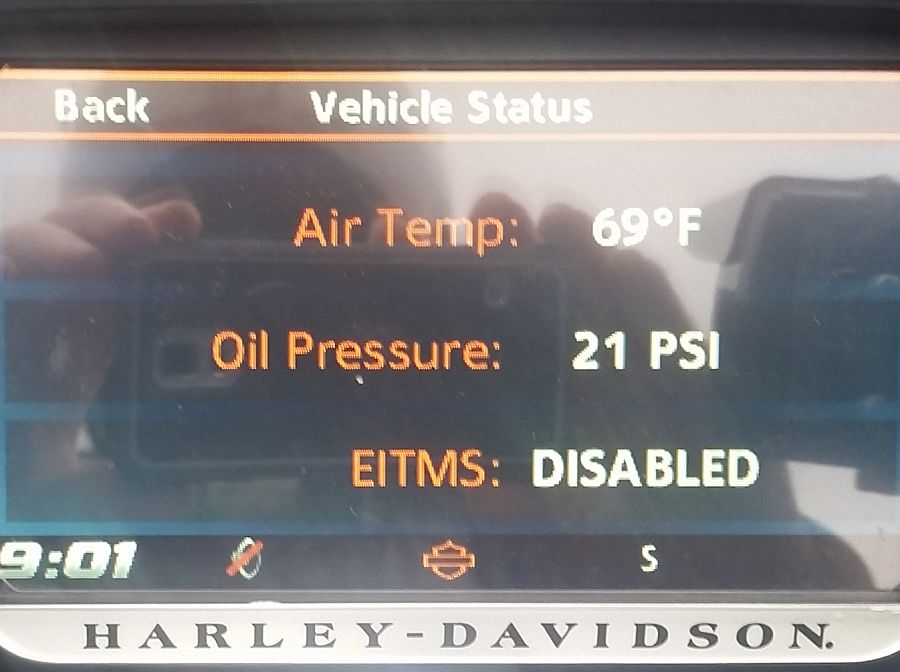 Back Vehicle Status
Air Temp: 69°F
Oil Pressure: 21 PSI
EITMS: DISABLED
9:01 S
HARLEY-DAVIDSON.